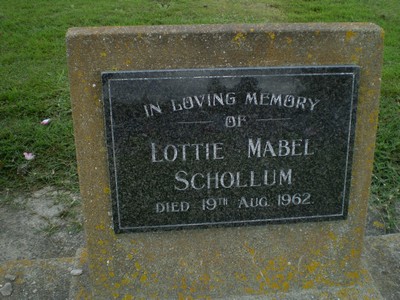 IN LOVING MEMORY
OF
LOTTIE MABEL
SCHOLLUM
DIED 19TH AUG. 1962.